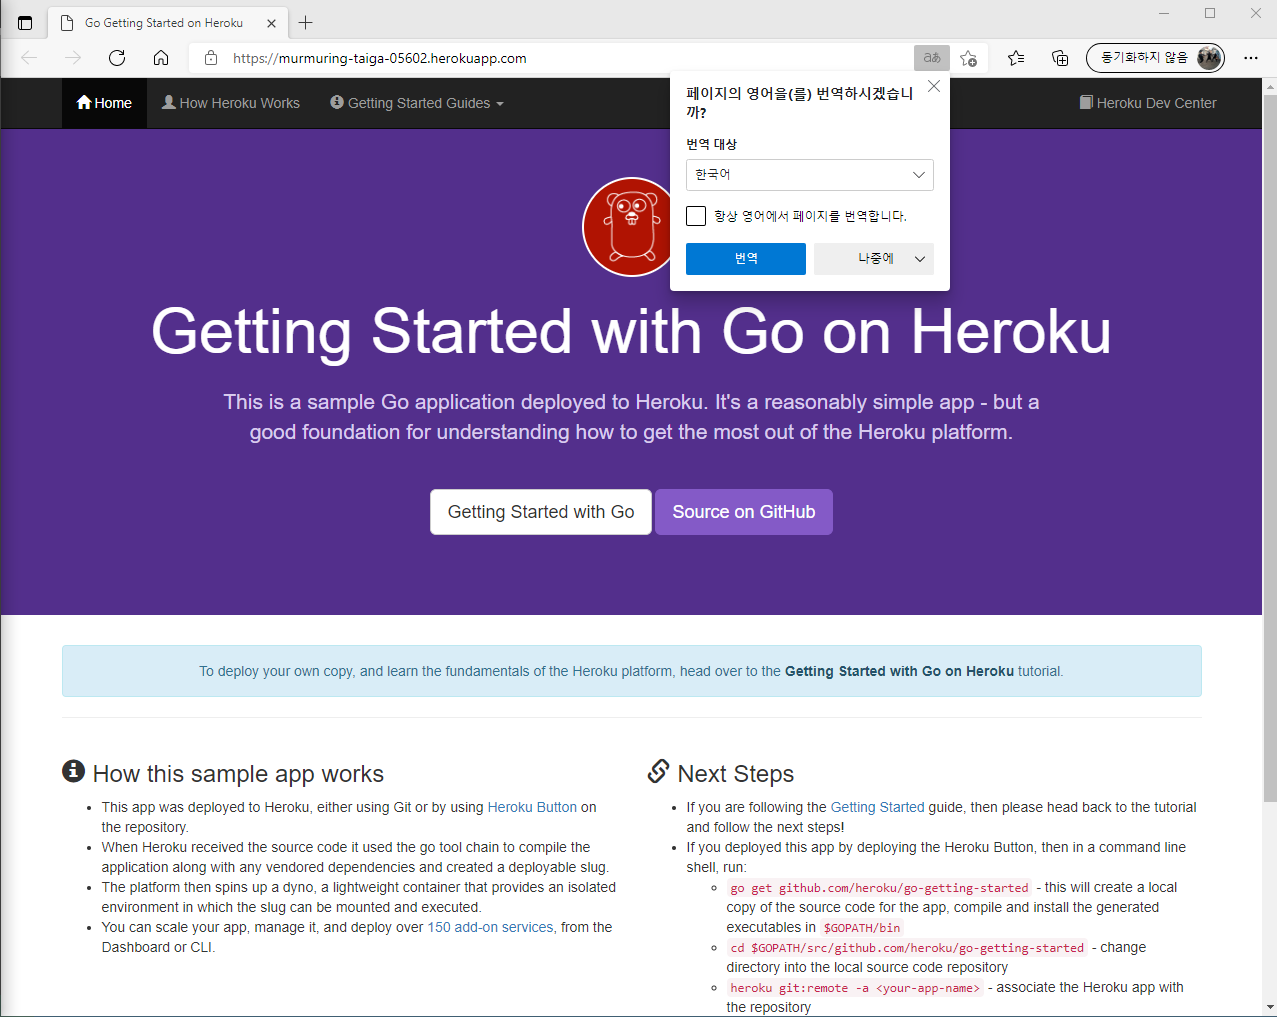 Go Getting Started on Heroku
https://murmuring-taiga-05602.herokuapp.com
aあ
동기화하지 않음
Home
How Heroku Works
Getting Started Guides
Heroku Dev Center
페이지의 영어을(를) 번역하시겠습니
까?
번역 대상
한국어
항상 영어에서 페이지를 번역합니다.
번역
나중에
Getting Started with Go on Heroku
This is a sample Go application deployed to Heroku. It's a reasonably simple app - but a
good foundation for understanding how to get the most out of the Heroku platform.
Getting Started with Go
Source on GitHub
To deploy your own copy, and learn the fundamentals of the Heroku platform, head over to the Getting Started with Go on Heroku tutorial.
How this sample app works
• This app was deployed to Heroku, either using Git or by using Heroku Button on
the repository.
• When Heroku received the source code it used the go tool chain to compile the
application along with any vendored dependencies and created a deployable slug.
• The platform then spins up a dyno, a lightweight container that provides an isolated
environment in which the slug can be mounted and executed.
• You can scale your app, manage it, and deploy over 150 add-on services, from the
Dashboard or CLI.
Next Steps
• If you are following the Getting Started guide, then please head back to the tutorial
and follow the next steps!
• If you deployed this app by deploying the Heroku Button, then in a command line
shell, run:
go get github.com/heroku/go-getting-started - this will create a local
copy of the source code for the app, compile and install the generated
executables in $GOPATH/bin
cd $GOPATH/src/github.com/heroku/go-getting-started - change
directory into the local source code repository
heroku git:remote -a <your-app-name> - associate the Heroku app with
the repository